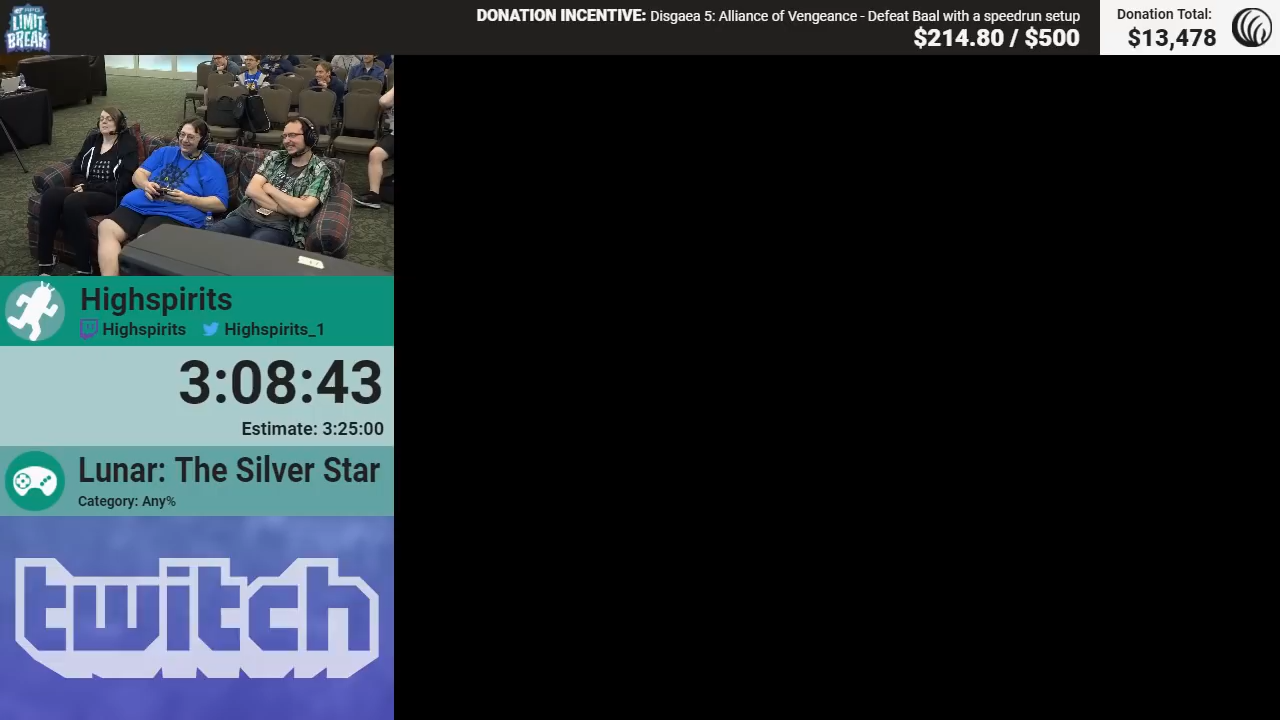 RPG
LIMIT
BREAK
DONATION INCENTIVE: Disgaea 5: Alliance of Vengeance - Defeat Baal with a speedrun setup
$214.80 / $500
Donation Total:
$13,478
Highspirits
Highspirits Highspirits_1
3:08:43
Estimate: 3:25:00
Lunar: The Silver Star
Category: Any%
twitch